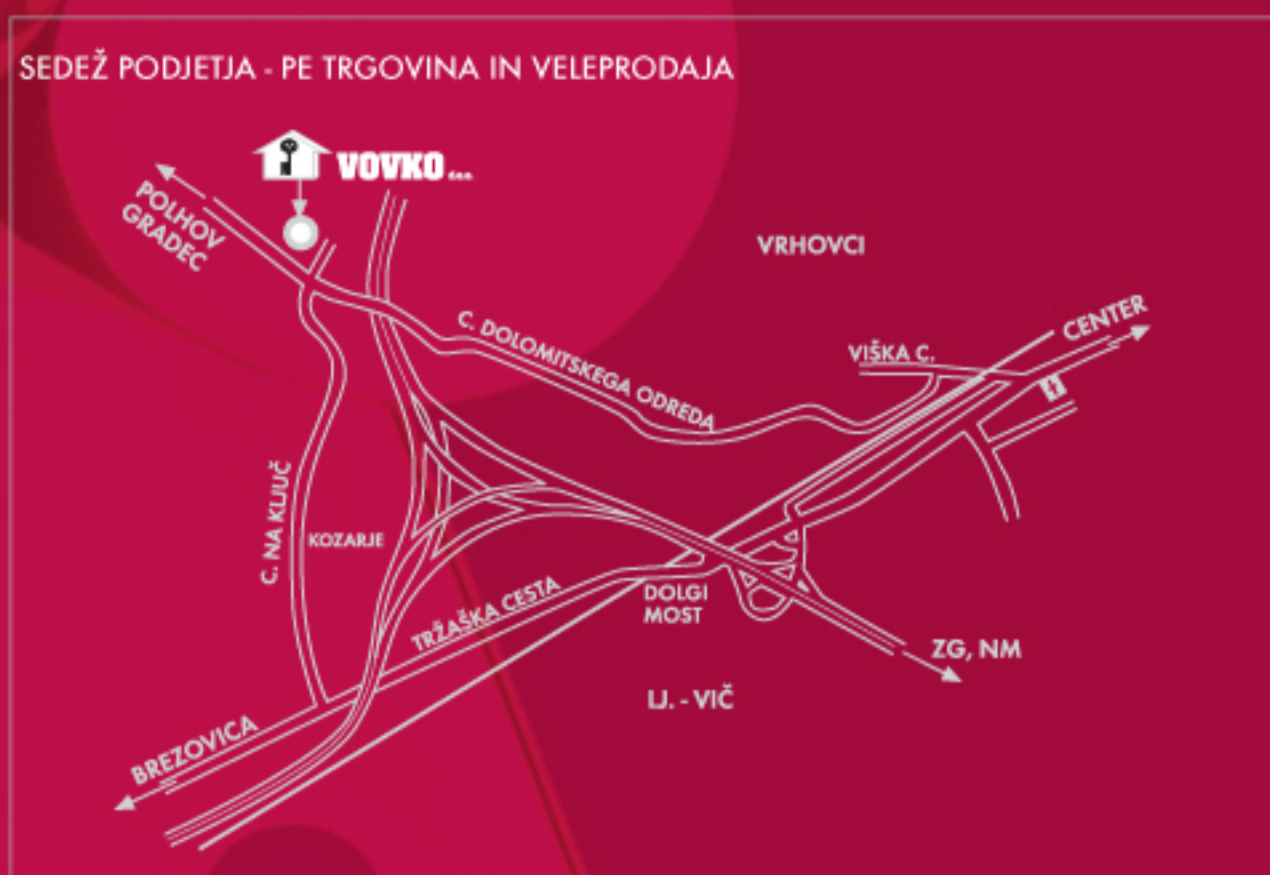 SEDEŽ PODJETJA - PE TRGOVINA IN VELEPRODAJA
VOVKO d.o.o.
POLHOV
GRADEC
VRHOVCI
C. DOLOMITSKEGA ODREDA
VIŠKA C.
CENTER
C. NA KLJUČ
KOZARJE
TRŽAŠKA CESTA
DOLGI
MOST
ZG, NM
LJ. - VIČ
BREZOVICA